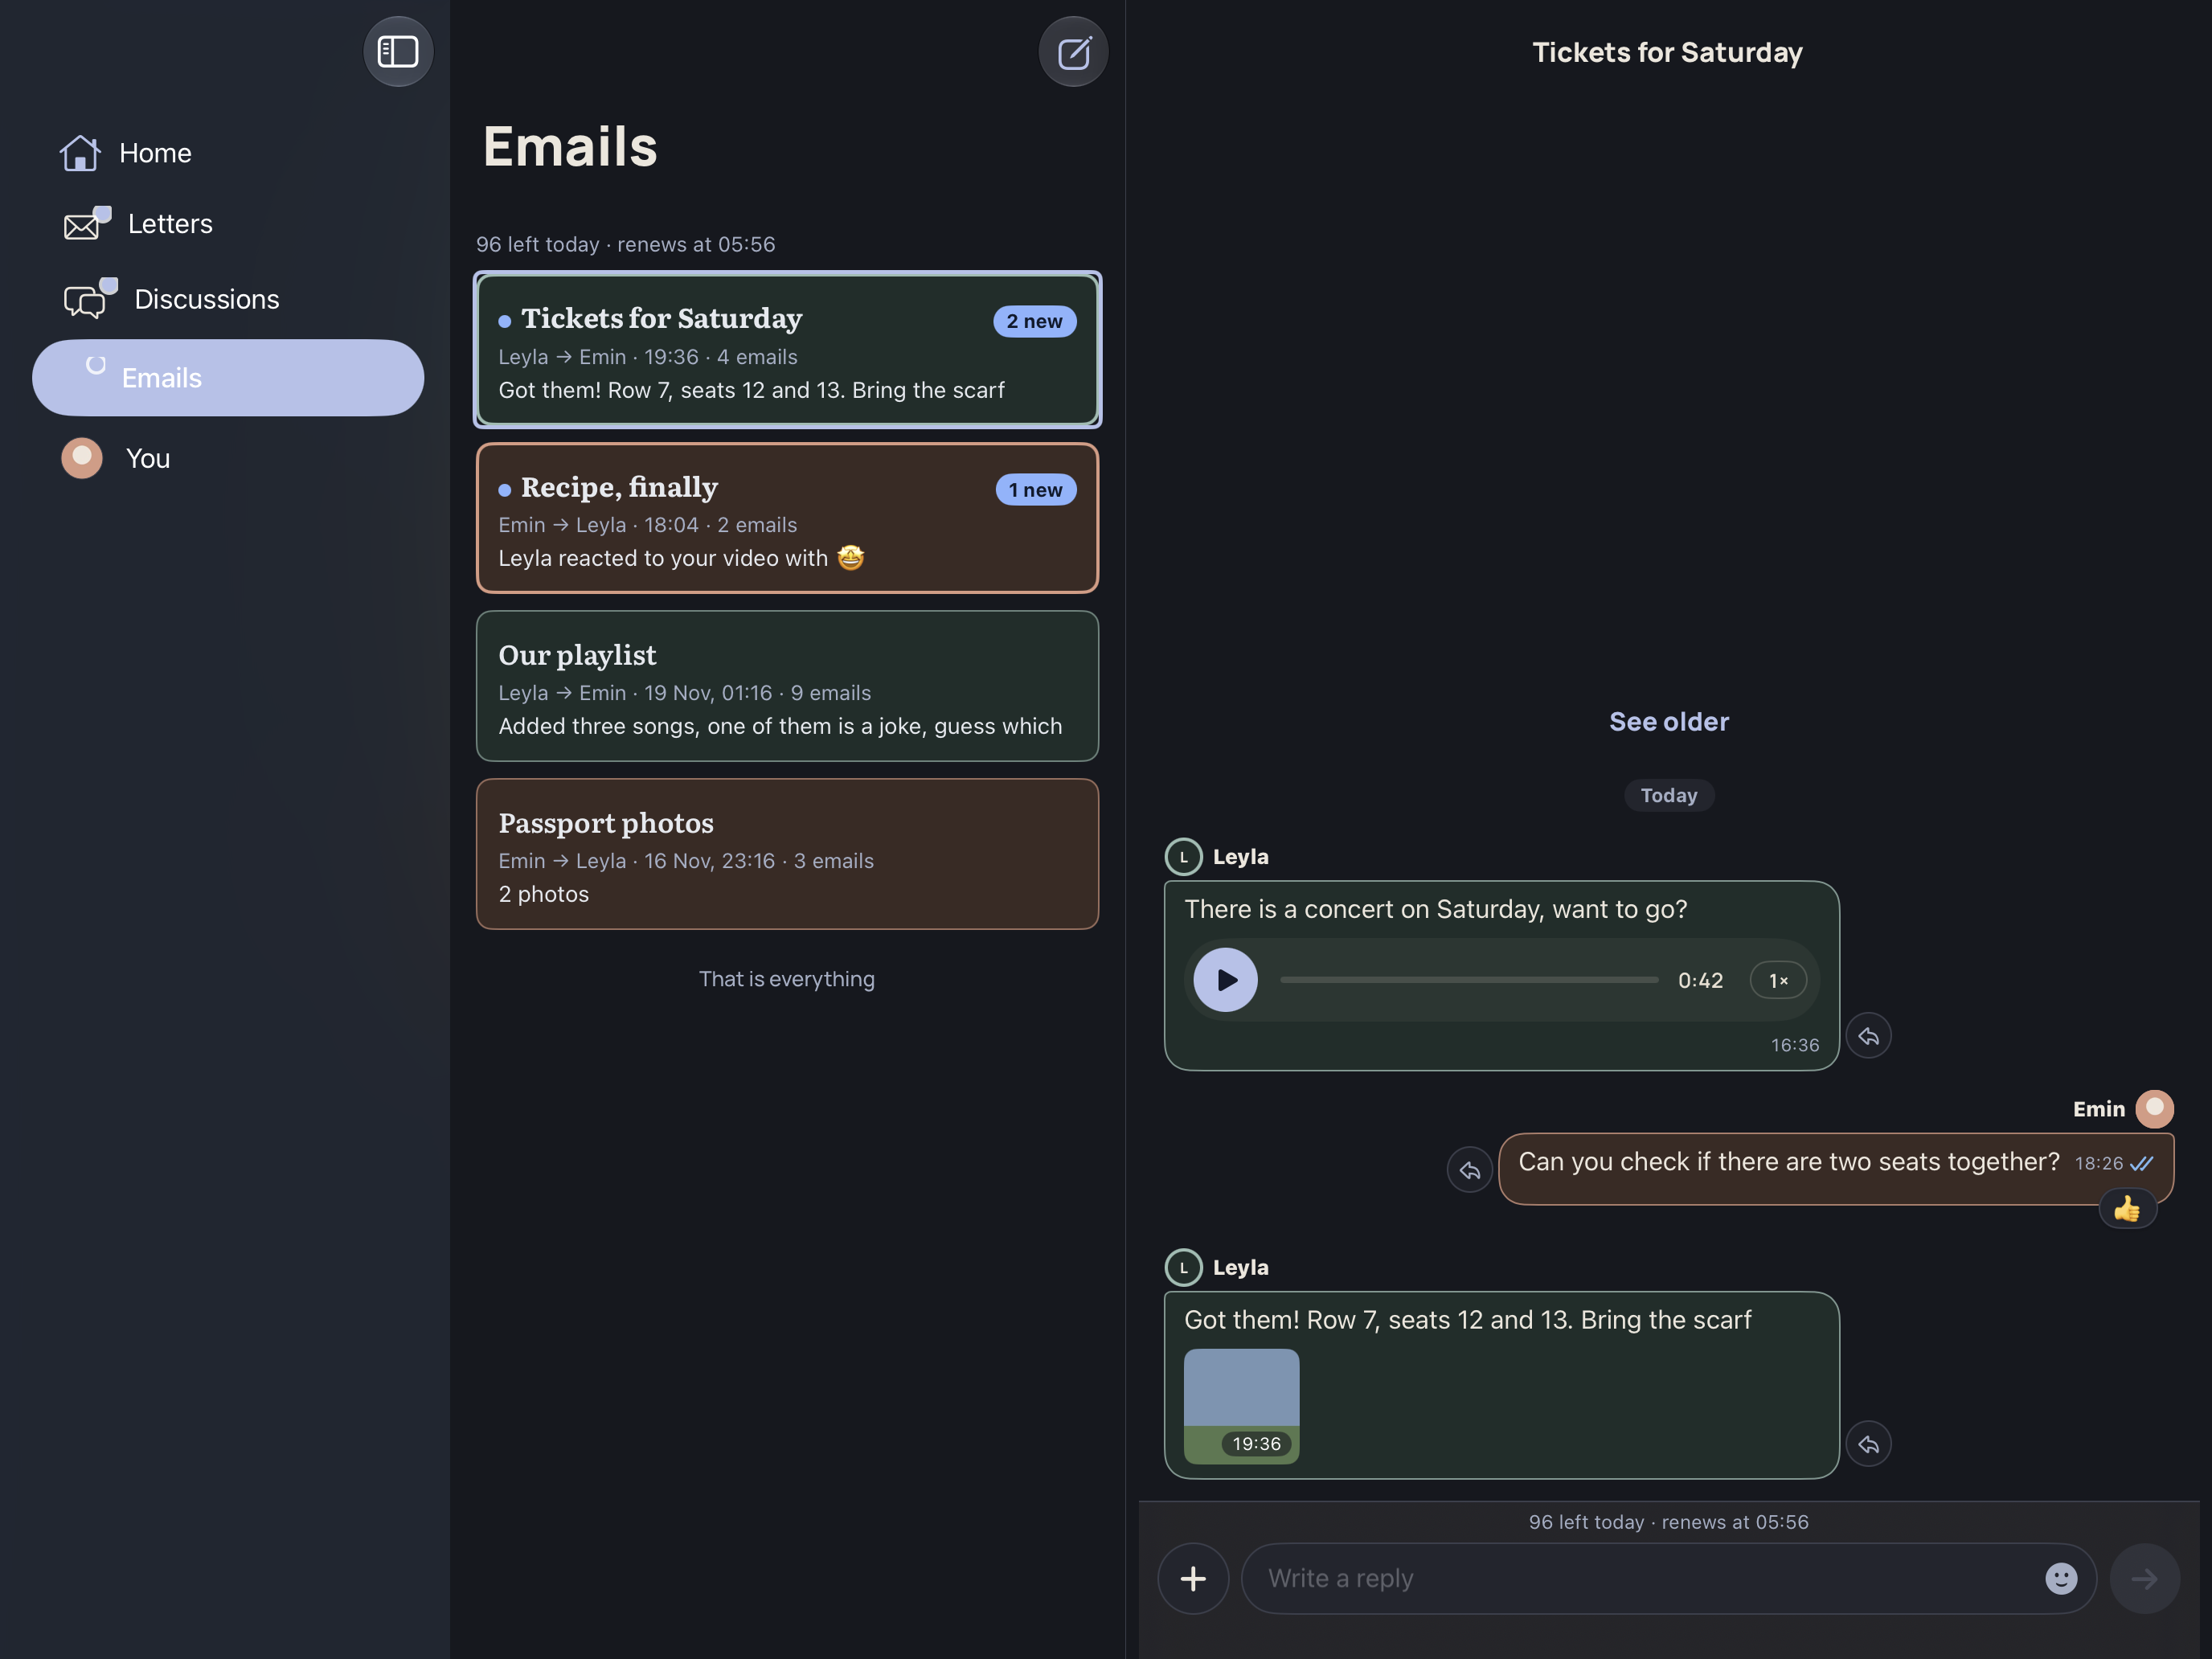 Home
Letters
Discussions
Emails
You
Emails
96 left today · renews at 05:56
Tickets for Saturday
2 new
Leyla → Emin · 19:36 · 4 emails
Got them! Row 7, seats 12 and 13. Bring the scarf
Recipe, finally
1 new
Emin → Leyla · 18:04 · 2 emails
Leyla reacted to your video with 🤩
Our playlist
Leyla → Emin · 19 Nov, 01:16 · 9 emails
Added three songs, one of them is a joke, guess which
Passport photos
Emin → Leyla · 16 Nov, 23:16 · 3 emails
2 photos
That is everything
Tickets for Saturday
See older
Today
L Leyla
There is a concert on Saturday, want to go?
0:42 1×
16:36
Emin
Can you check if there are two seats together? 18:26
👍
L Leyla
Got them! Row 7, seats 12 and 13. Bring the scarf
19:36
96 left today · renews at 05:56
Write a reply